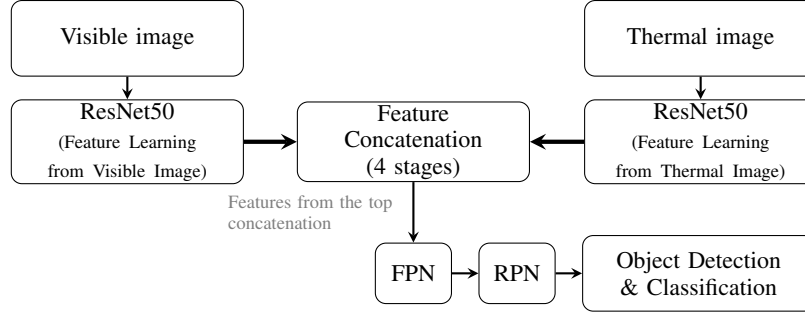 Visible image
Thermal image
ResNet50
(Feature Learning
from Visible Image)
Feature
Concatenation
(4 stages)
ResNet50
(Feature Learning
from Thermal Image)
Features from the top
concatenation
FPN
RPN
Object Detection
& Classification